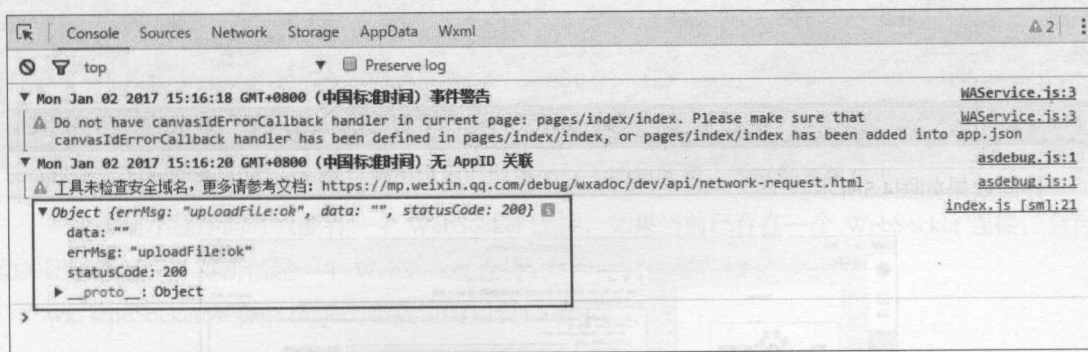 Console Sources Network Storage AppData Wxml 2
top Preserve log
Mon Jan 02 2017 15:16:18 GMT+0800 (中国标准时间) 事件警告 WAService.js:3
Do not have canvasIdErrorCallback handler in current page: pages/index/index. Please make sure that WAService.js:3
canvasIdErrorCallback handler has been defined in pages/index/index, or pages/index/index has been added into app.json
Mon Jan 02 2017 15:16:20 GMT+0800 (中国标准时间) 无 AppID 关联 asdebug.js:1
工具未检查安全域名，更多请参考文档：https://mp.weixin.qq.com/debug/wxadoc/dev/api/network-request.html asdebug.js:1
Object {errMsg: "uploadFile:ok", data: "", statusCode: 200} index.js [sm]:21
data: ""
errMsg: "uploadFile:ok"
statusCode: 200
__proto__: Object